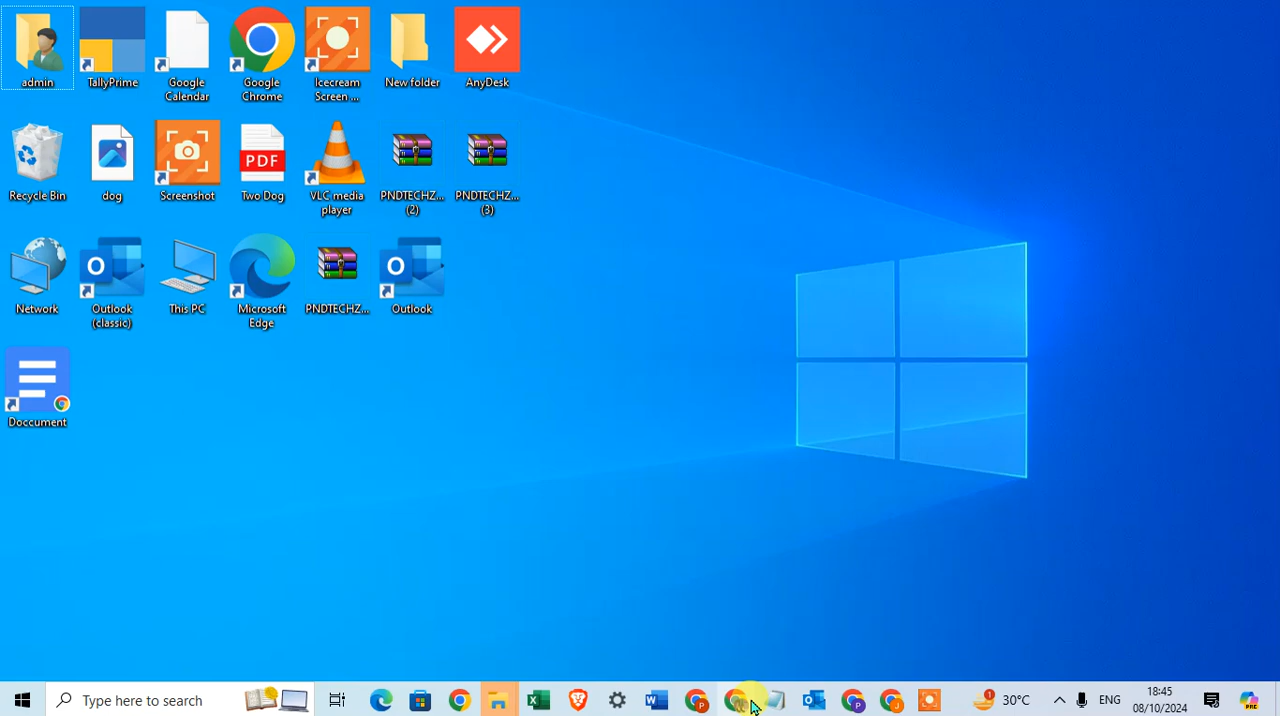 admin
TallyPrime
Google
Calendar
Google
Chrome
Icecream
Screen ...
New folder
AnyDesk
Recycle Bin
dog
Screenshot
PDF
Two Dog
VLC media
player
PNDTECHZ...
(2)
PNDTECHZ...
(3)
Network
Outlook
(classic)
This PC
Microsoft
Edge
PNDTECHZ...
Outlook
Doccument
Type here to search
30°C
ENG
18:45
08/10/2024